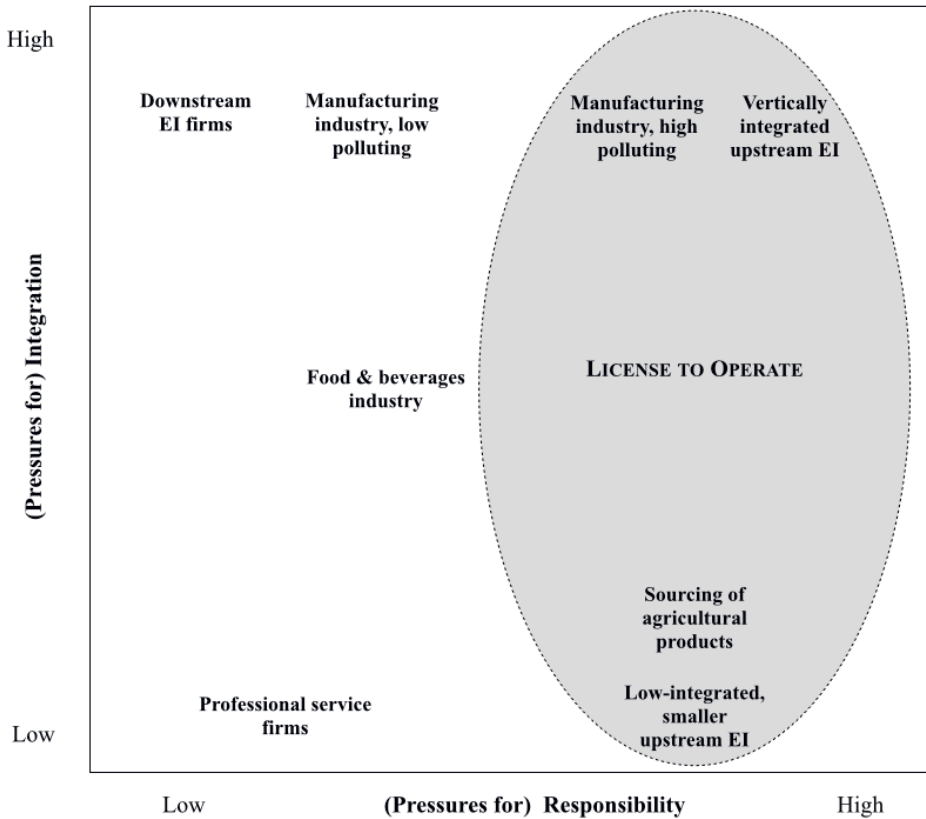 High
Downstream
EI firms
Manufacturing
industry, low
polluting
Manufacturing
industry, high
polluting
Vertically
integrated
upstream EI
(Pressures for) Integration
Food & beverages
industry
LICENSE TO OPERATE
Sourcing of
agricultural
products
Professional service
firms
Low-integrated,
smaller
upstream EI
Low
Low
(Pressures for) Responsibility
High